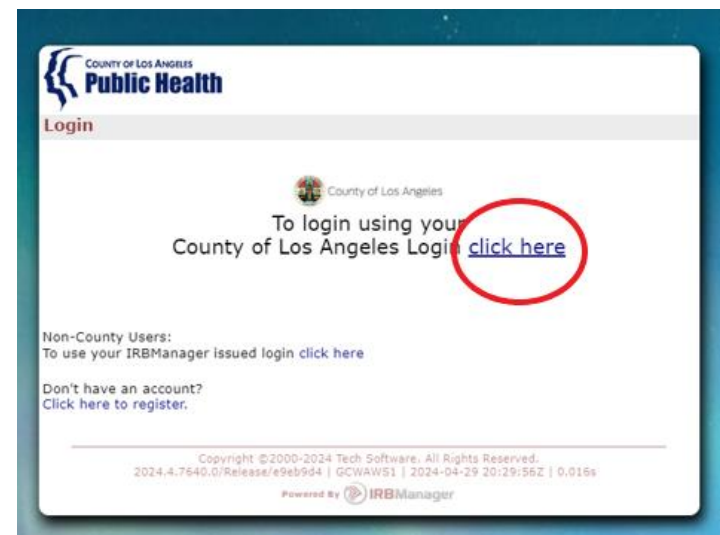 County of Los Angeles
Public Health
Login
County of Los Angeles
To login using your
County of Los Angeles Login click here
Non-County Users:
To use your IRBManager issued login click here
Don't have an account?
Click here to register.
Copyright ©2000-2024 Tech Software. All Rights Reserved.
2024.4.7640.0/Release/e9eb9d4 | GCWAWS1 | 2024-04-29 20:29:56Z | 0.016s
Powered By IRBManager